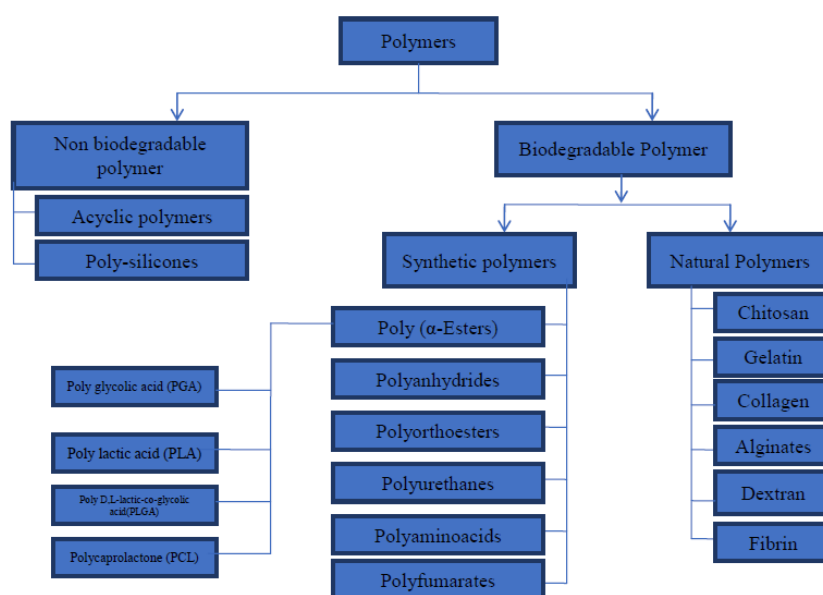 Polymers
Non biodegradable
polymer
Biodegradable Polymer
Acyclic polymers
Poly-silicones
Synthetic polymers
Natural Polymers
Poly (α-Esters)
Polyanhydrides
Polyorthoesters
Polyurethanes
Polyaminoacids
Polyfumarates
Poly glycolic acid (PGA)
Poly lactic acid (PLA)
Poly D,L-lactic-co-glycolic
acid(PLGA)
Polycaprolactone (PCL)
Chitosan
Gelatin
Collagen
Alginates
Dextran
Fibrin